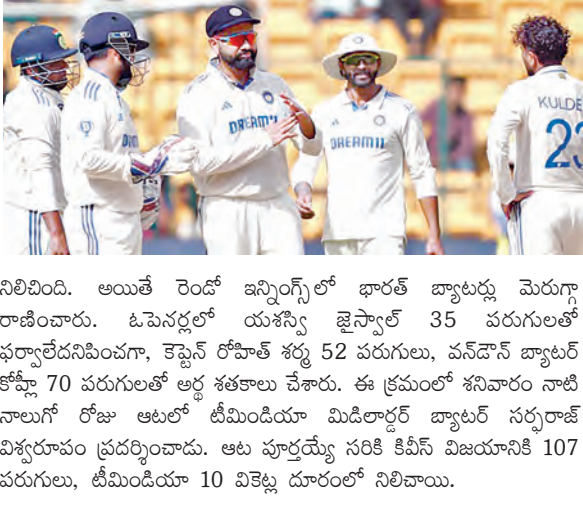 DREAM11
DREAM11
KULDE
23
నిలిచింది. అయితే రెండో ఇన్నింగ్స్‌లో భారత్ బ్యాటర్లు మెరుగ్గా
రాణించారు. ఓపెనర్లలో యశస్వి జైస్వాల్ 35 పరుగులతో
ఫర్వాలేదనిపించగా, కెప్టెన్ రోహిత్ శర్మ 52 పరుగులు, వన్‌డౌన్ బ్యాటర్
కోహ్లీ 70 పరుగులతో అర్థ శతకాలు చేశారు. ఈ క్రమంలో శనివారం నాటి
నాలుగో రోజు ఆటలో టీమిండియా మిడిలార్డర్ బ్యాటర్ సర్ఫరాజ్
విశ్వరూపం ప్రదర్శించాడు. ఆట పూర్తయ్యే సరికి కివీస్ విజయానికి 107
పరుగులు, టీమిండియా 10 వికెట్ల దూరంలో నిలిచాయి.